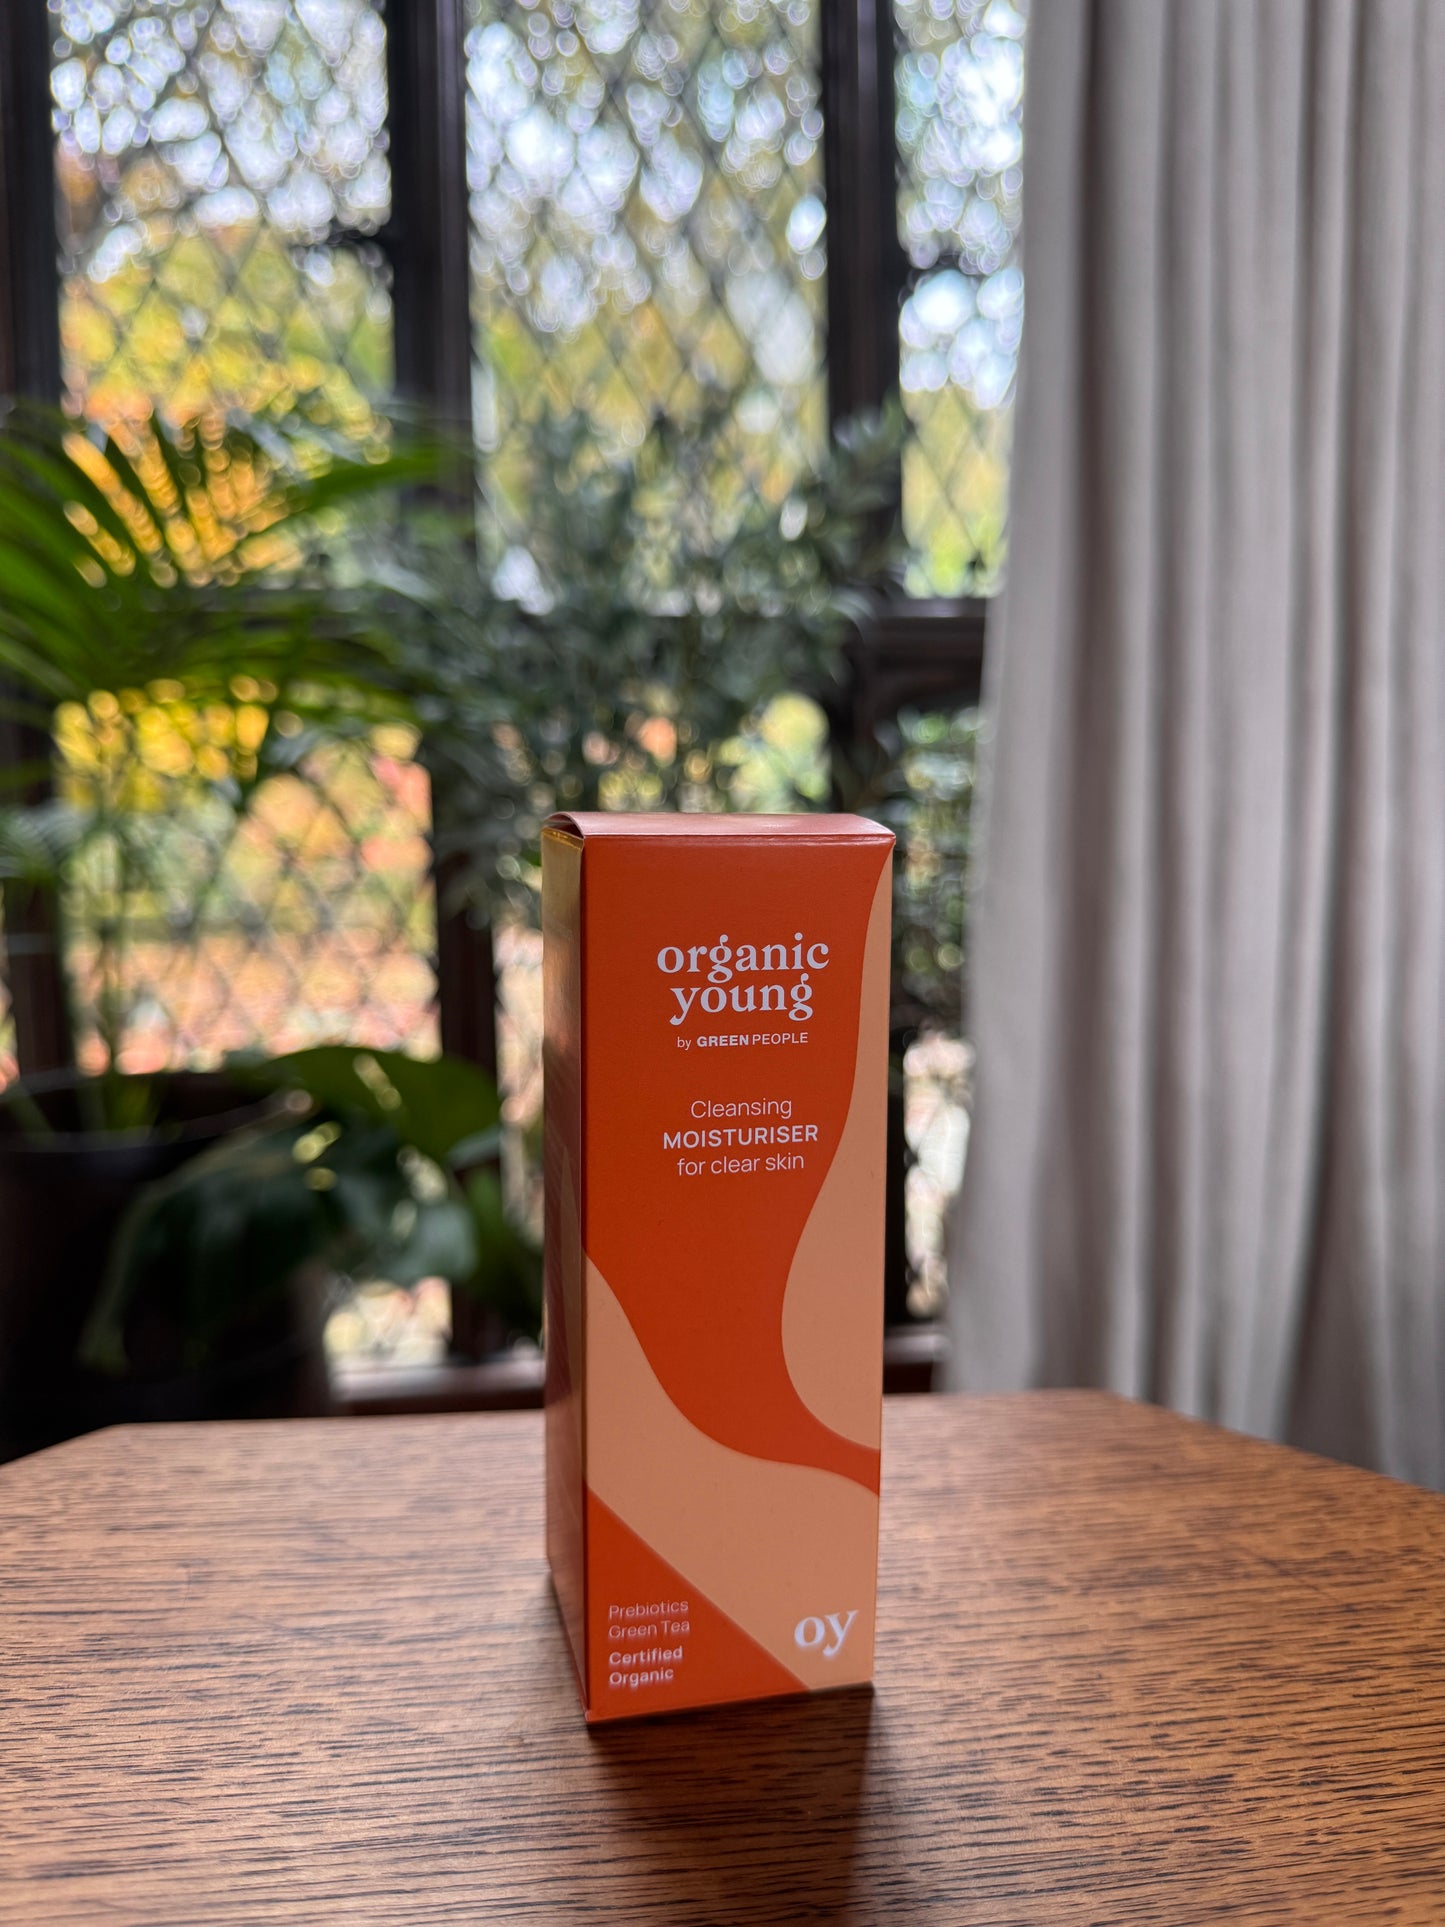 organic
young
by GREEN PEOPLE
Cleansing
MOISTURISER
for clear skin
Prebiotics
Green Tea
Certified
Organic
oy